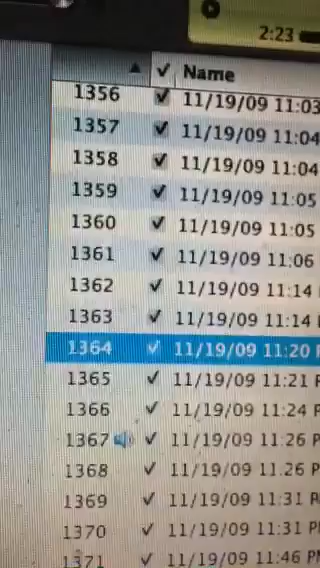 2:23
✓ Name
1356 ✓ 11/19/09 11:03
1357 ✓ 11/19/09 11:04
1358 ✓ 11/19/09 11:04
1359 ✓ 11/19/09 11:05
1360 ✓ 11/19/09 11:05
1361 ✓ 11/19/09 11:06
1362 ✓ 11/19/09 11:14
1363 ✓ 11/19/09 11:14
1364 ✓ 11/19/09 11:20
1365 ✓ 11/19/09 11:21
1366 ✓ 11/19/09 11:24
1367 ✓ 11/19/09 11:26
1368 ✓ 11/19/09 11:26
1369 ✓ 11/19/09 11:31
1370 ✓ 11/19/09 11:31
1371 ✓ 11/19/09 11:46